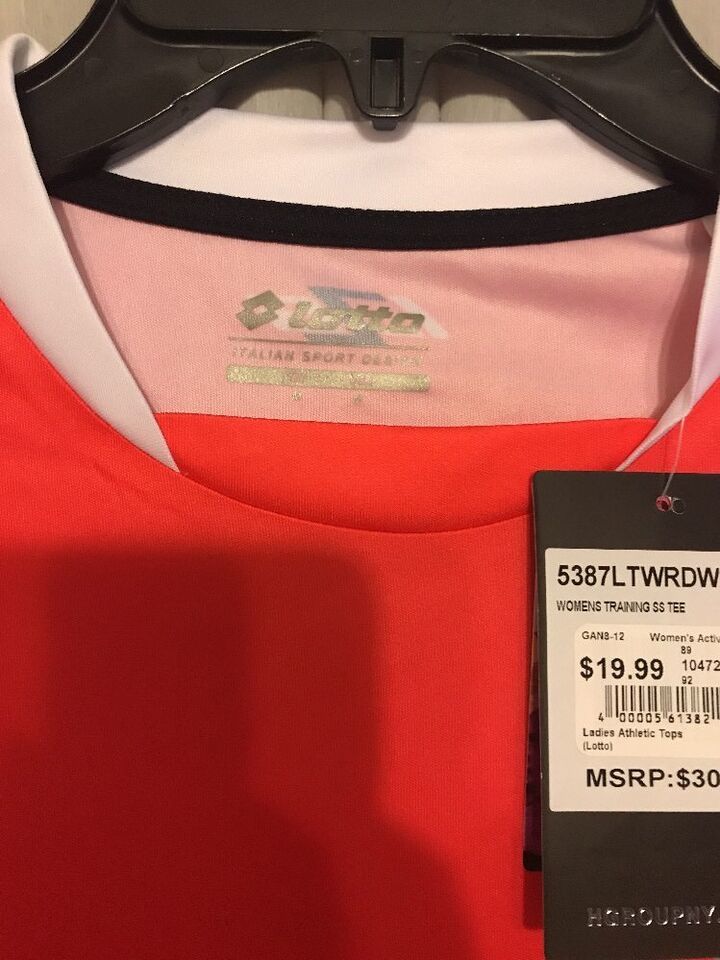 lotto
ITALIAN SPORT DESIGN
5387LTWRDW
WOMENS TRAINING SS TEE
GAN8-12 Women's Activ
89
$19.99 10472
92
4 00005 61382
Ladies Athletic Tops
(Lotto)
MSRP:$30
HGROUPNY.